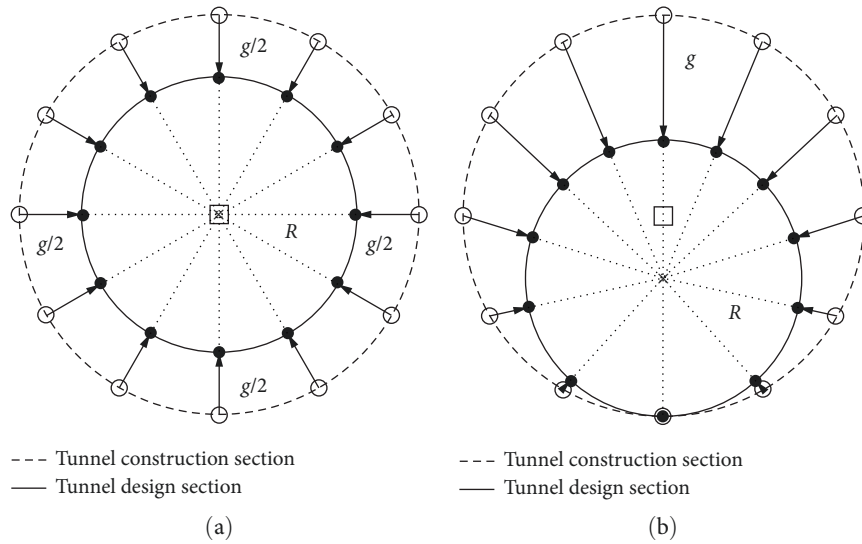 g/2
g/2
R
g/2
g/2
g
R
Tunnel construction section
Tunnel design section
(a)
Tunnel construction section
Tunnel design section
(b)